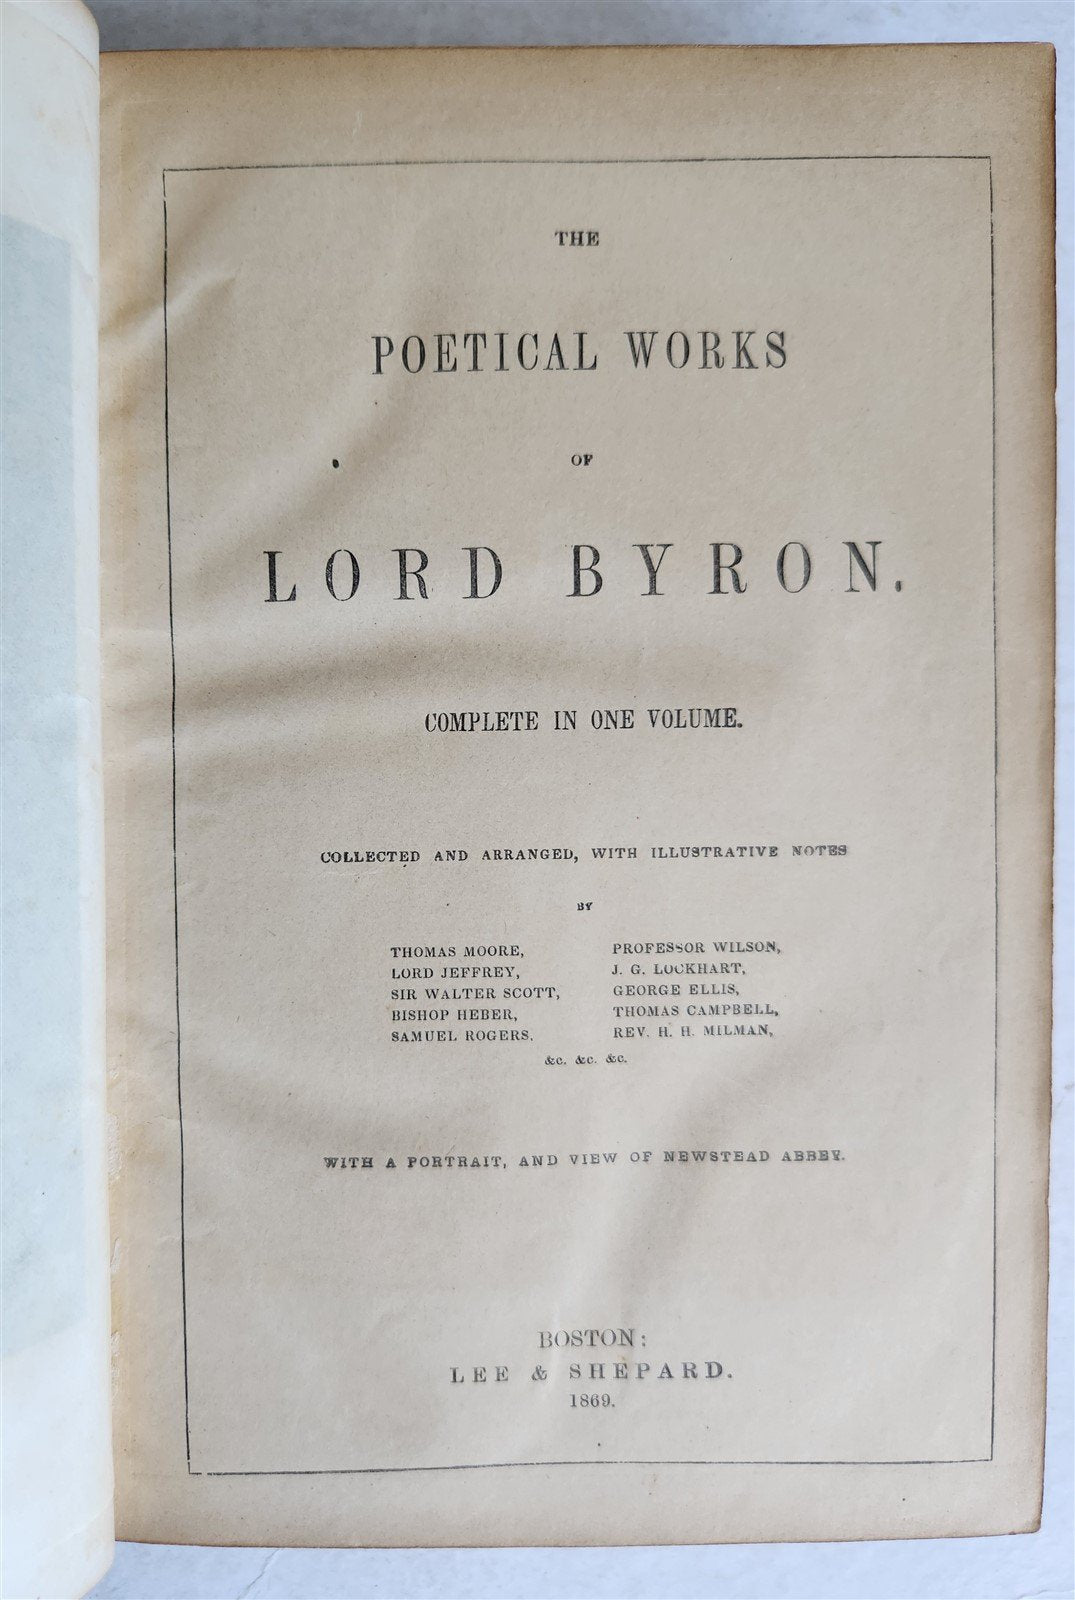 THE
POETICAL WORKS
OF
LORD BYRON.
COMPLETE IN ONE VOLUME.
COLLECTED AND ARRANGED, WITH ILLUSTRATIVE NOTES
BY
THOMAS MOORE,
LORD JEFFREY,
SIR WALTER SCOTT,
BISHOP HEBER,
SAMUEL ROGERS,
PROFESSOR WILSON,
J. G. LOCKHART,
GEORGE ELLIS,
THOMAS CAMPBELL,
REV. H. H. MILMAN,
&c. &c. &c.
WITH A PORTRAIT, AND VIEW OF NEWSTEAD ABBEY.
BOSTON:
LEE & SHEPARD.
1869.